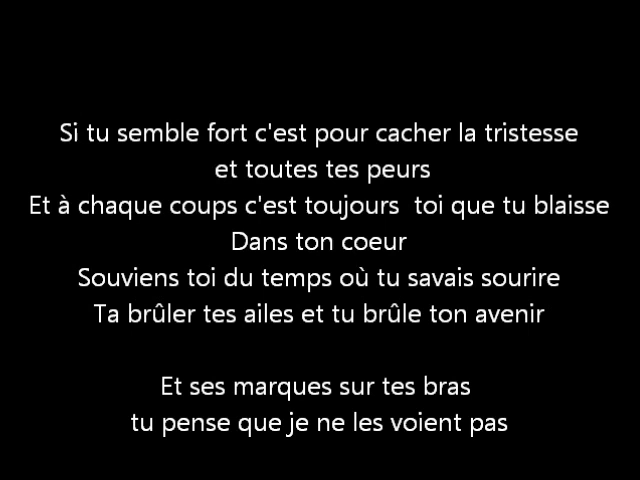 Si tu semble fort c'est pour cacher la tristesse
et toutes tes peurs
Et à chaque coups c'est toujours toi que tu blaisse
Dans ton coeur
Souviens toi du temps où tu savais sourire
Ta brûler tes ailes et tu brûle ton avenir
Et ses marques sur tes bras
tu pense que je ne les voient pas